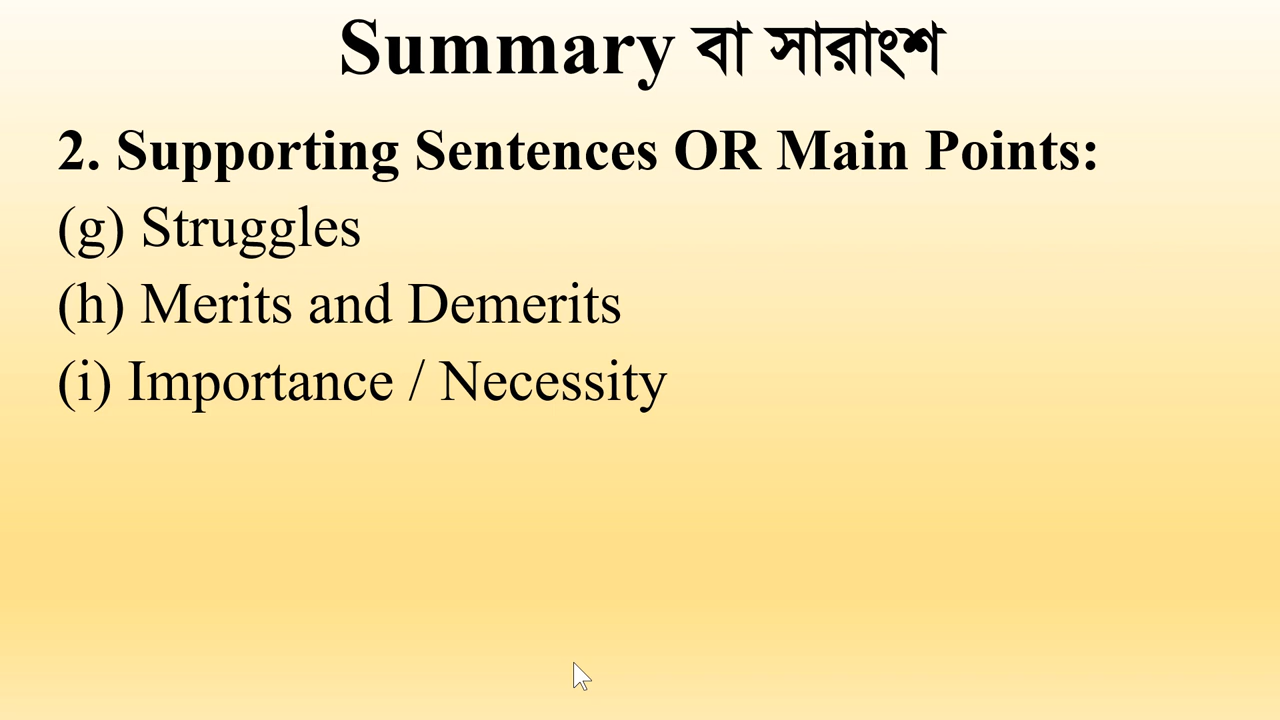 Summary বা সারাংশ
2. Supporting Sentences OR Main Points:
(g) Struggles
(h) Merits and Demerits
(i) Importance / Necessity